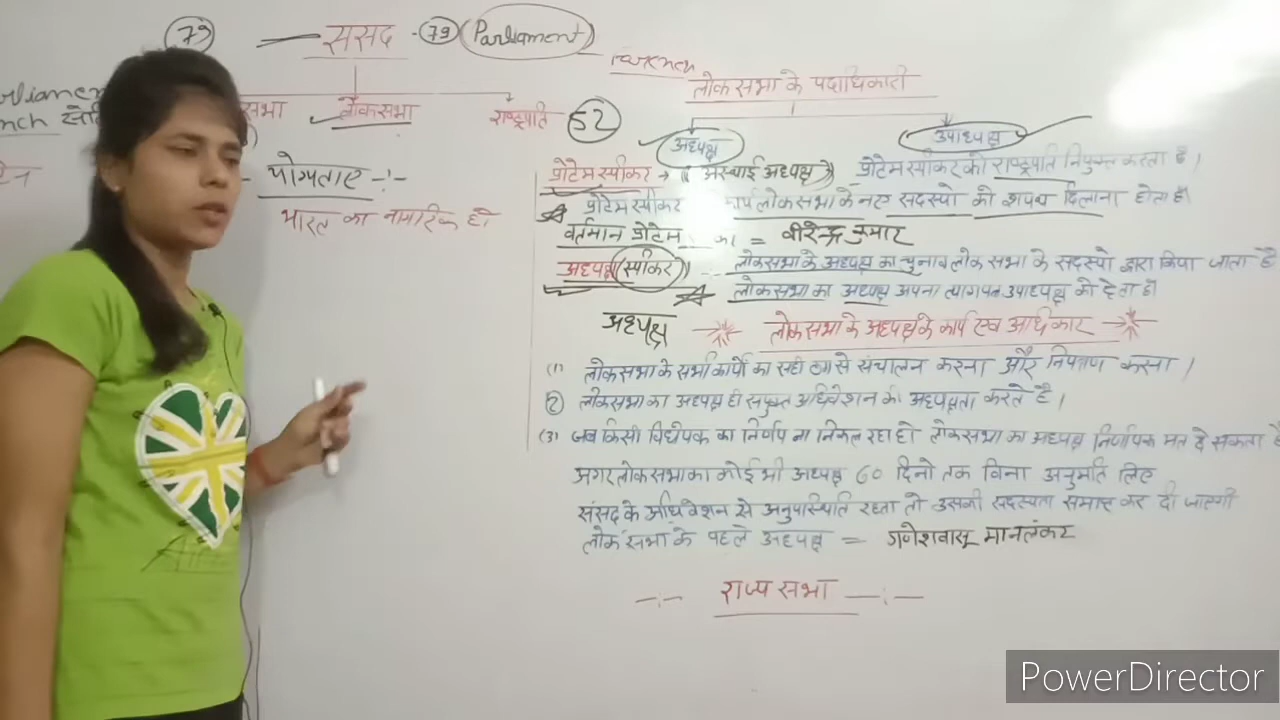 79 — संसद - 79 (Parliament)
लोकसभा के पदाधिकारी
सभा लोकसभा राष्ट्रपति 52
अध्यक्ष उपाध्यक्ष
योग्यताए
भारत का नागरिक हो
प्रोटेम स्पीकर → (अस्थाई अध्यक्ष) प्रोटेम स्पीकर को राष्ट्रपति नियुक्त करता है।
प्रोटेम स्पीकर कार्य लोकसभा के नए सदस्यो को शपथ दिलाना होता है।
वर्तमान प्रोटेम का = वीरेन्द्र कुमार
अध्यक्ष (स्पीकर) लोकसभा के अध्यक्ष का चुनाव लोक सभा के सदस्यो द्वारा किया जाता है
लोकसभा का अध्यक्ष अपना त्यागपत्र उपाध्यक्ष को देता है।
अध्यक्ष लोकसभा के अध्यक्ष के कार्य एवं अधिकार
(1) लोकसभा के सभी कार्यो का सही रूप से संचालन करना और नियंत्रण करना।
(2) लोकसभा का अध्यक्ष ही संयुक्त अधिवेशन की अध्यक्षता करते है।
(3) जब किसी विधेयक का निर्णय ना निकल रहा हो लोकसभा का अध्यक्ष निर्णायक मत दे सकता है
अगर लोकसभा का कोई भी अध्यक्ष 60 दिनो तक बिना अनुमति लिए
संसद के अधिवेशन से अनुपस्थिति रहता तो उसकी सदस्यता समाप्त कर दी जाएगी
लोकसभा के पहले अध्यक्ष = गणेशवासु मानलंकर
राज्य सभा
PowerDirector